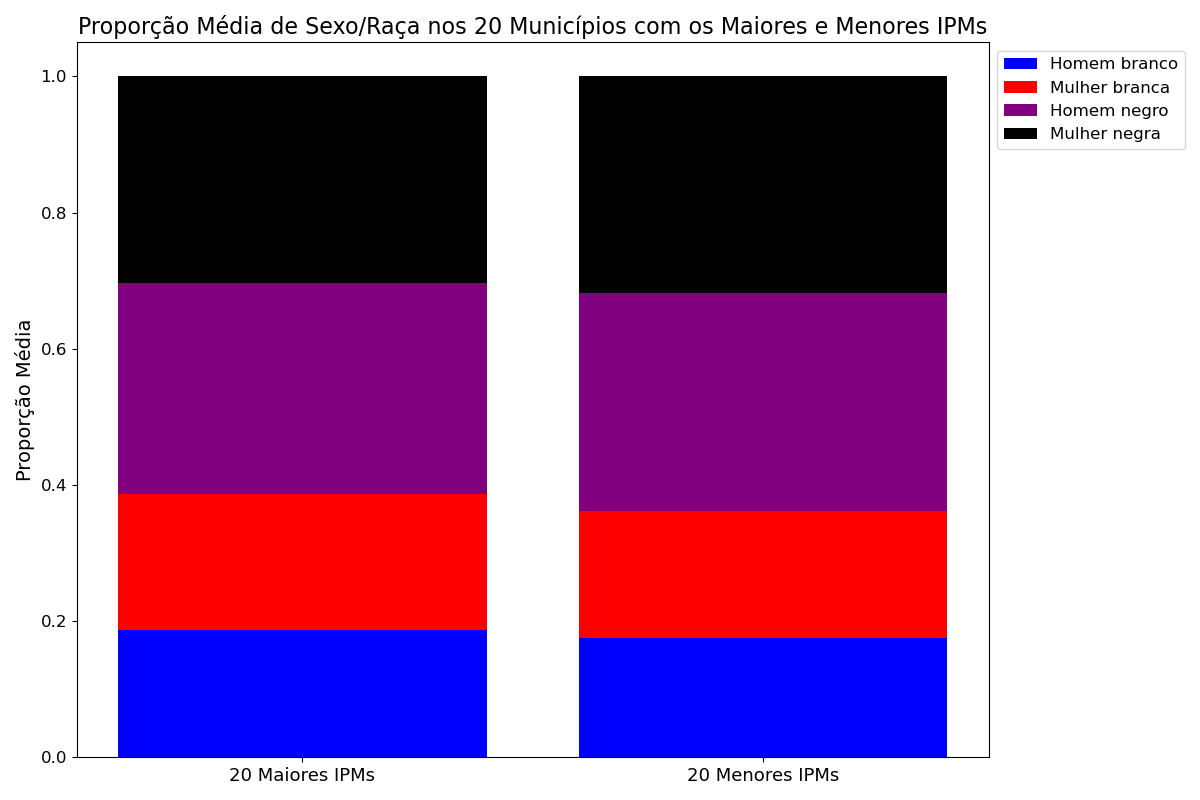 Proporção Média de Sexo/Raça nos 20 Municípios com os Maiores e Menores IPMs
Homem branco
Mulher branca
Homem negro
Mulher negra
Proporção Média
1.0
0.8
0.6
0.4
0.2
0.0
20 Maiores IPMs
20 Menores IPMs